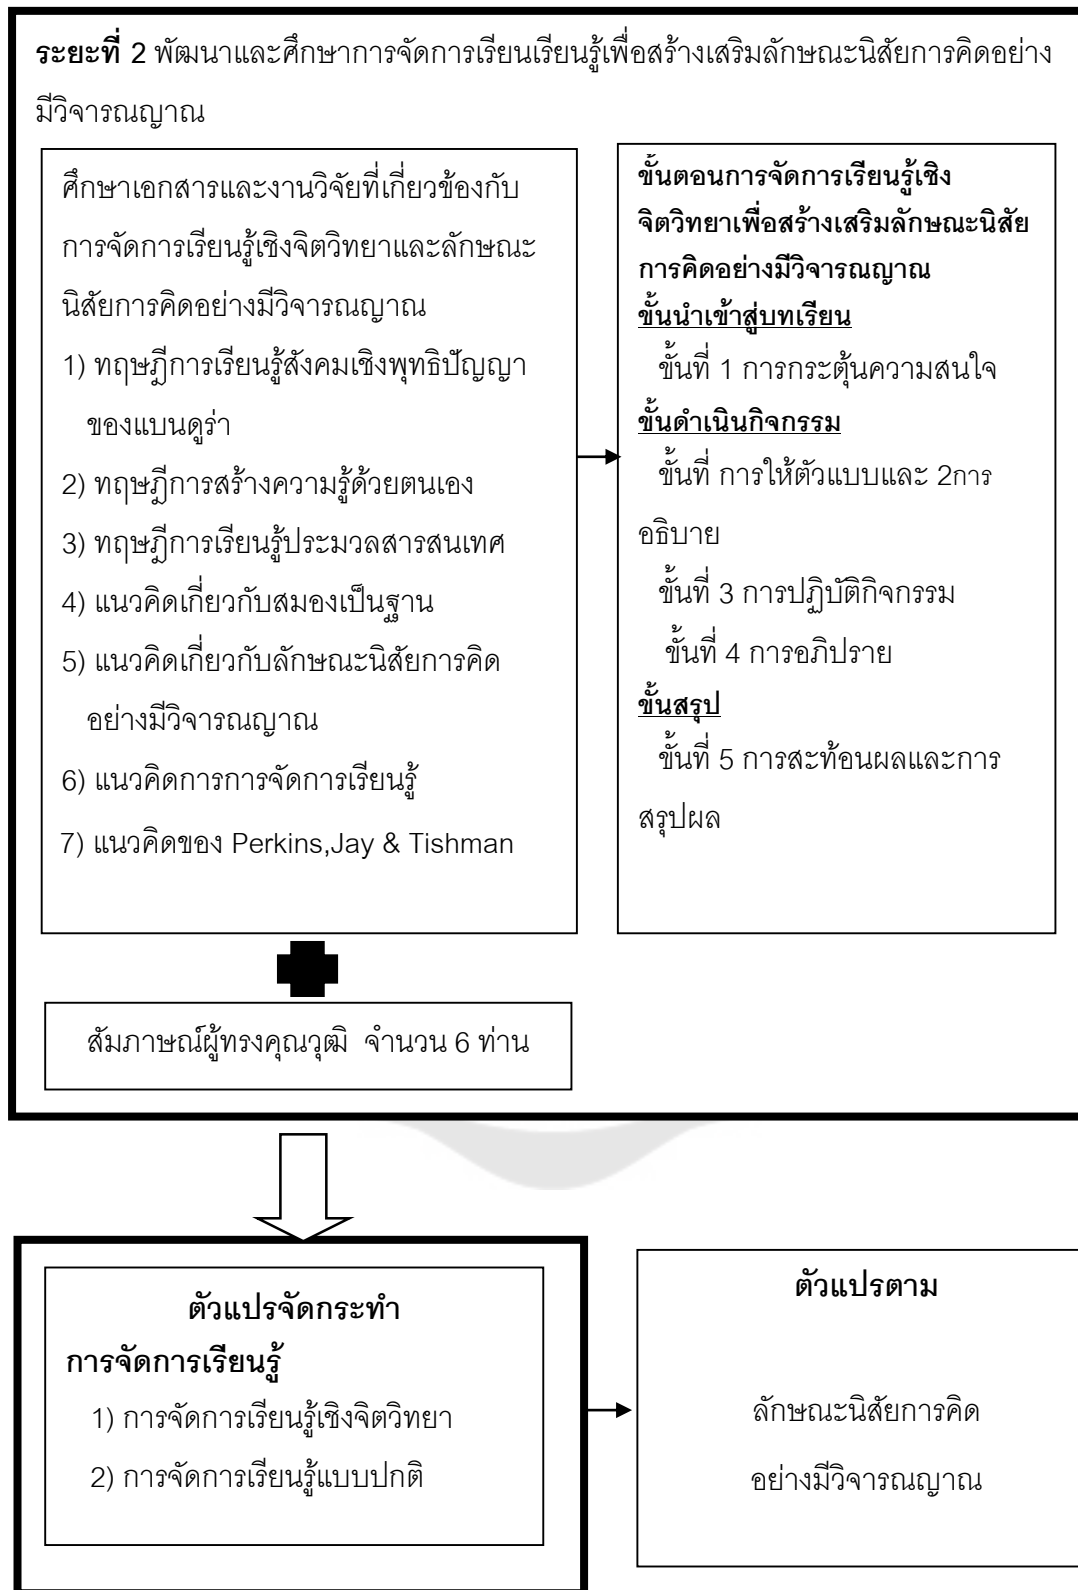 ระยะที่ 2 พัฒนาและศึกษาการจัดการเรียนเรียนรู้เพื่อสร้างเสริมลักษณะนิสัยการคิดอย่าง
มีวิจารณญาณ
ศึกษาเอกสารและงานวิจัยที่เกี่ยวข้องกับ
การจัดการเรียนรู้เชิงจิตวิทยาและลักษณะ
นิสัยการคิดอย่างมีวิจารณญาณ
1) ทฤษฎีการเรียนรู้สังคมเชิงพุทธิปัญญา
ของแบนดูร่า
2) ทฤษฎีการสร้างความรู้ด้วยตนเอง
3) ทฤษฎีการเรียนรู้ประมวลสารสนเทศ
4) แนวคิดเกี่ยวกับสมองเป็นฐาน
5) แนวคิดเกี่ยวกับลักษณะนิสัยการคิด
อย่างมีวิจารณญาณ
6) แนวคิดการการจัดการเรียนรู้
7) แนวคิดของ Perkins,Jay & Tishman
สัมภาษณ์ผู้ทรงคุณวุฒิ จำนวน 6 ท่าน
ขั้นตอนการจัดการเรียนรู้เชิง
จิตวิทยาเพื่อสร้างเสริมลักษณะนิสัย
การคิดอย่างมีวิจารณญาณ
ขั้นนำเข้าสู่บทเรียน
ขั้นที่ 1 การกระตุ้นความสนใจ
ขั้นดำเนินกิจกรรม
ขั้นที่ การให้ตัวแบบและ 2การ
อธิบาย
ขั้นที่ 3 การปฏิบัติกิจกรรม
ขั้นที่ 4 การอภิปราย
ขั้นสรุป
ขั้นที่ 5 การสะท้อนผลและการ
สรุปผล
ตัวแปรจัดกระทำ
การจัดการเรียนรู้
1) การจัดการเรียนรู้เชิงจิตวิทยา
2) การจัดการเรียนรู้แบบปกติ
ตัวแปรตาม
ลักษณะนิสัยการคิด
อย่างมีวิจารณญาณ